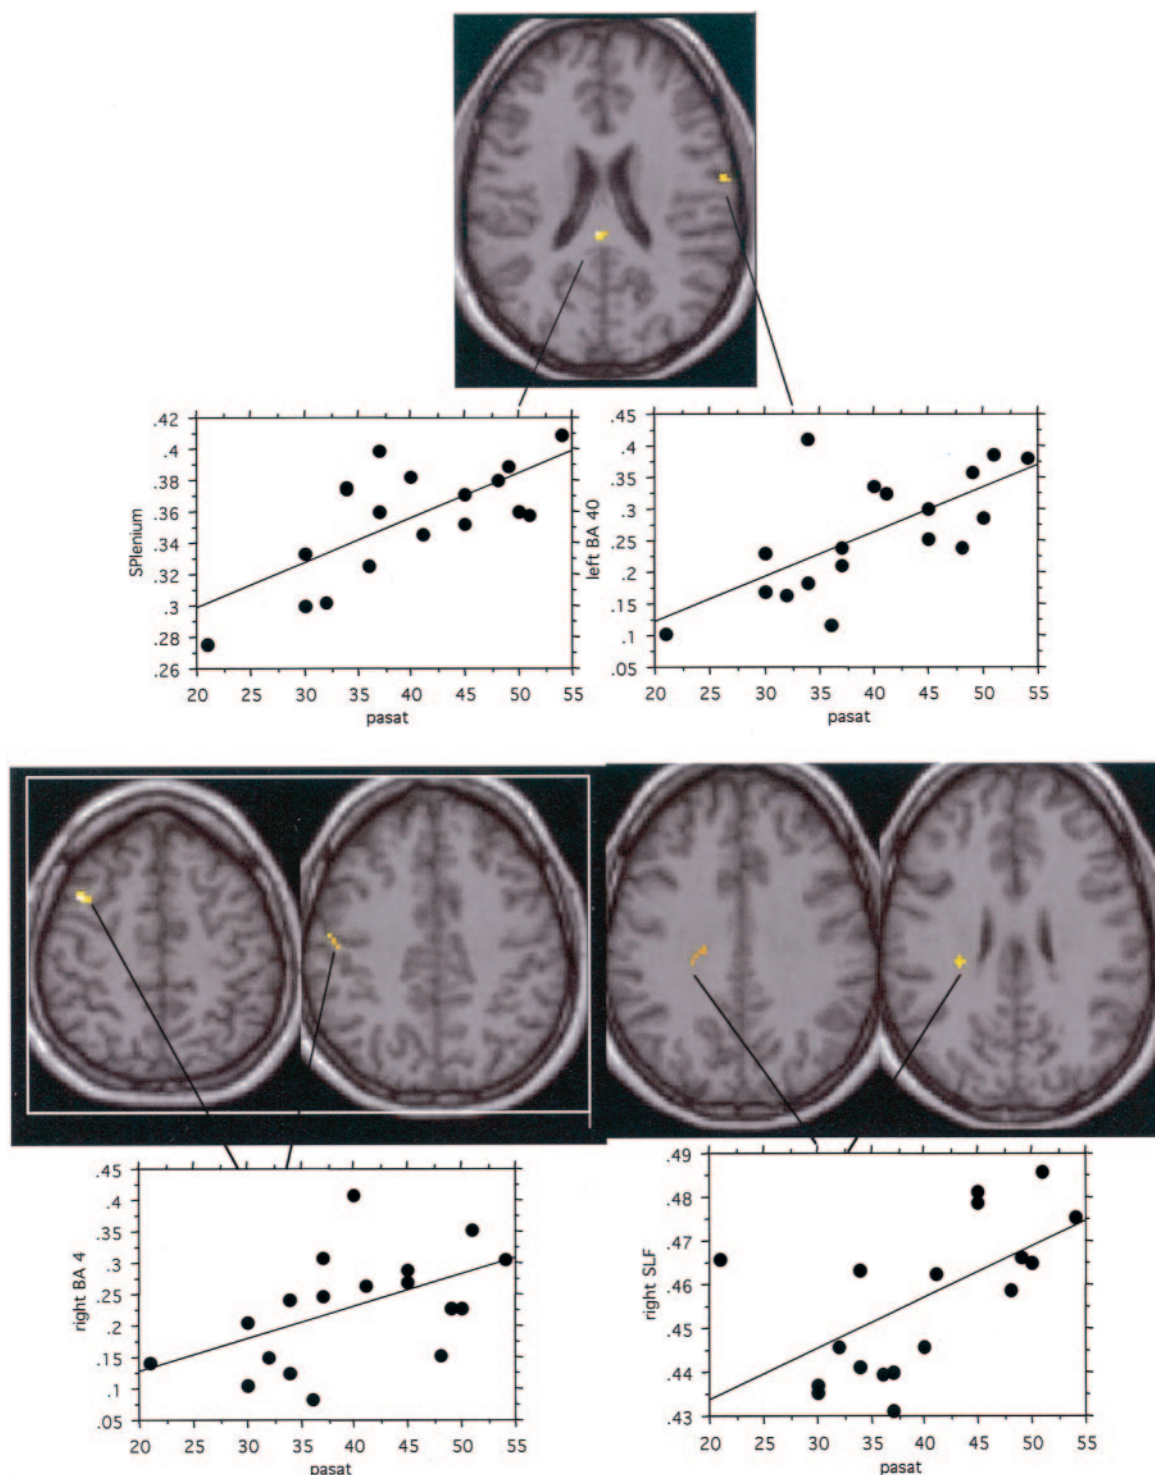 .42
.4
.38
.36
.34
.32
.3
.28
.26
SPlenium
20 25 30 35 40 45 50 55
pasat
.45
.4
.35
.3
.25
.2
.15
.1
.05
left BA 40
20 25 30 35 40 45 50 55
pasat
.45
.4
.35
.3
.25
.2
.15
.1
.05
right BA 4
20 25 30 35 40 45 50 55
pasat
.49
.48
.47
.46
.45
.44
.43
right SLF
20 25 30 35 40 45 50 55
pasat